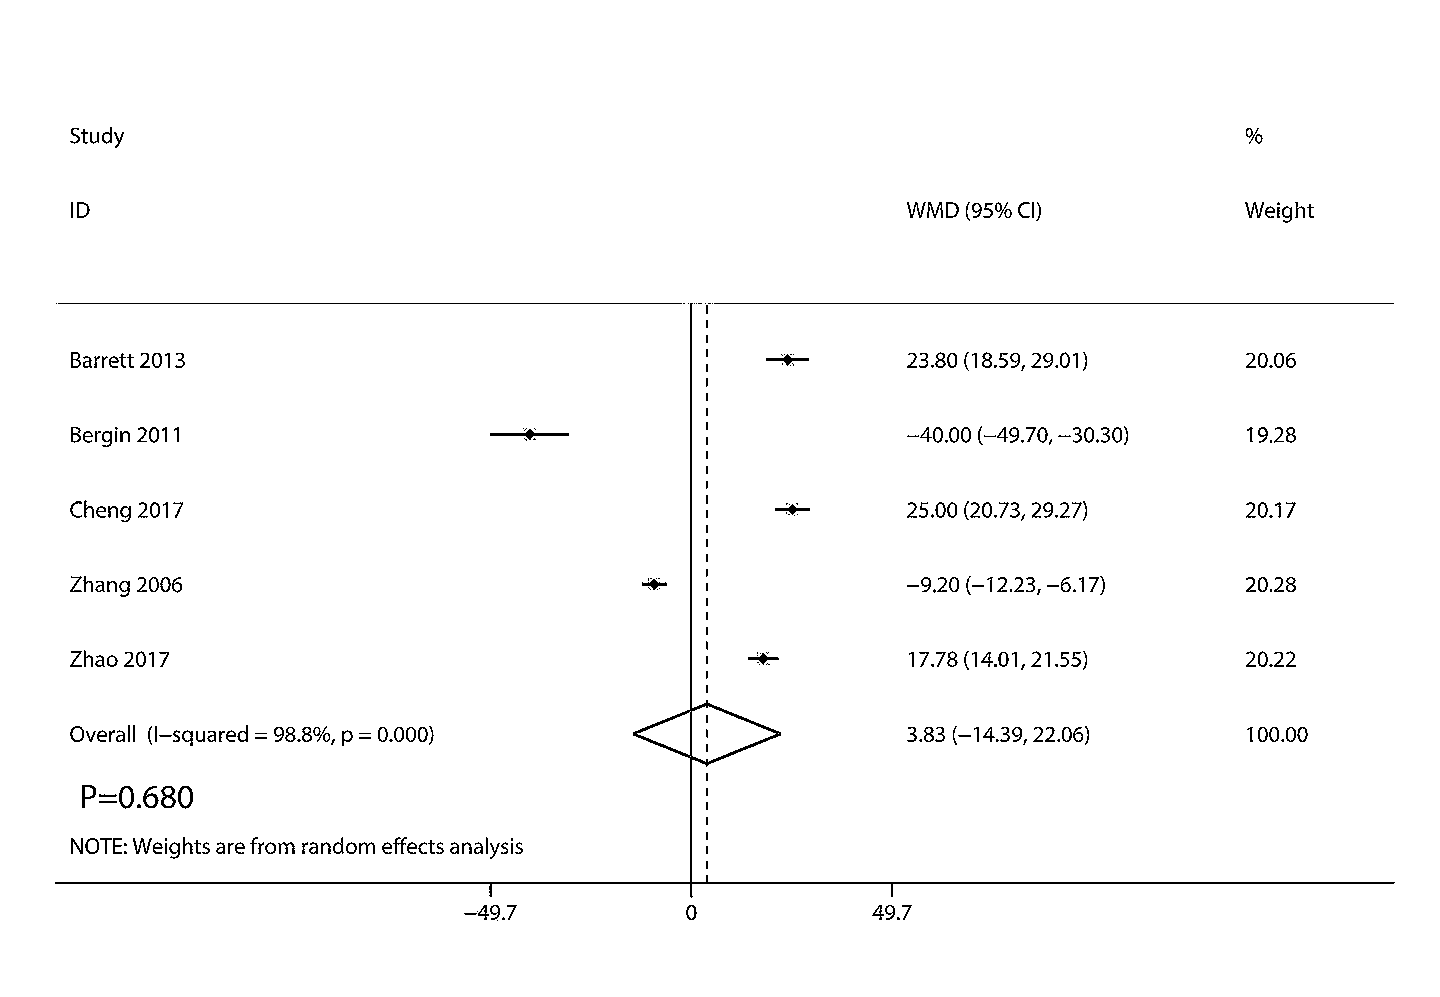 Study %
ID WMD (95% CI) Weight
Barrett 2013 23.80 (18.59, 29.01) 20.06
Bergin 2011 −40.00 (−49.70, −30.30) 19.28
Cheng 2017 25.00 (20.73, 29.27) 20.17
Zhang 2006 −9.20 (−12.23, −6.17) 20.28
Zhao 2017 17.78 (14.01, 21.55) 20.22
Overall (I−squared = 98.8%, p = 0.000) 3.83 (−14.39, 22.06) 100.00
P=0.680
NOTE: Weights are from random effects analysis
−49.7 0 49.7